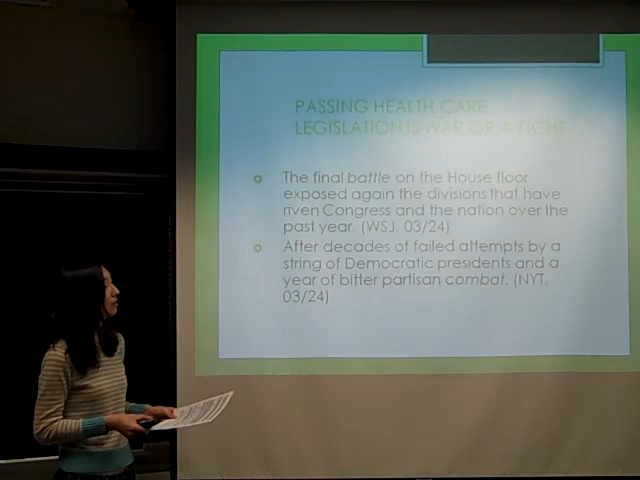 PASSING HEALTH CARE
LEGISLATION IS WAR OR A FIGHT
The final battle on the House floor
exposed again the divisions that have
riven Congress and the nation over the
past year. (WSJ. 03/24)
After decades of failed attempts by a
string of Democratic presidents and a
year of bitter partisan combat. (NYT,
03/24)